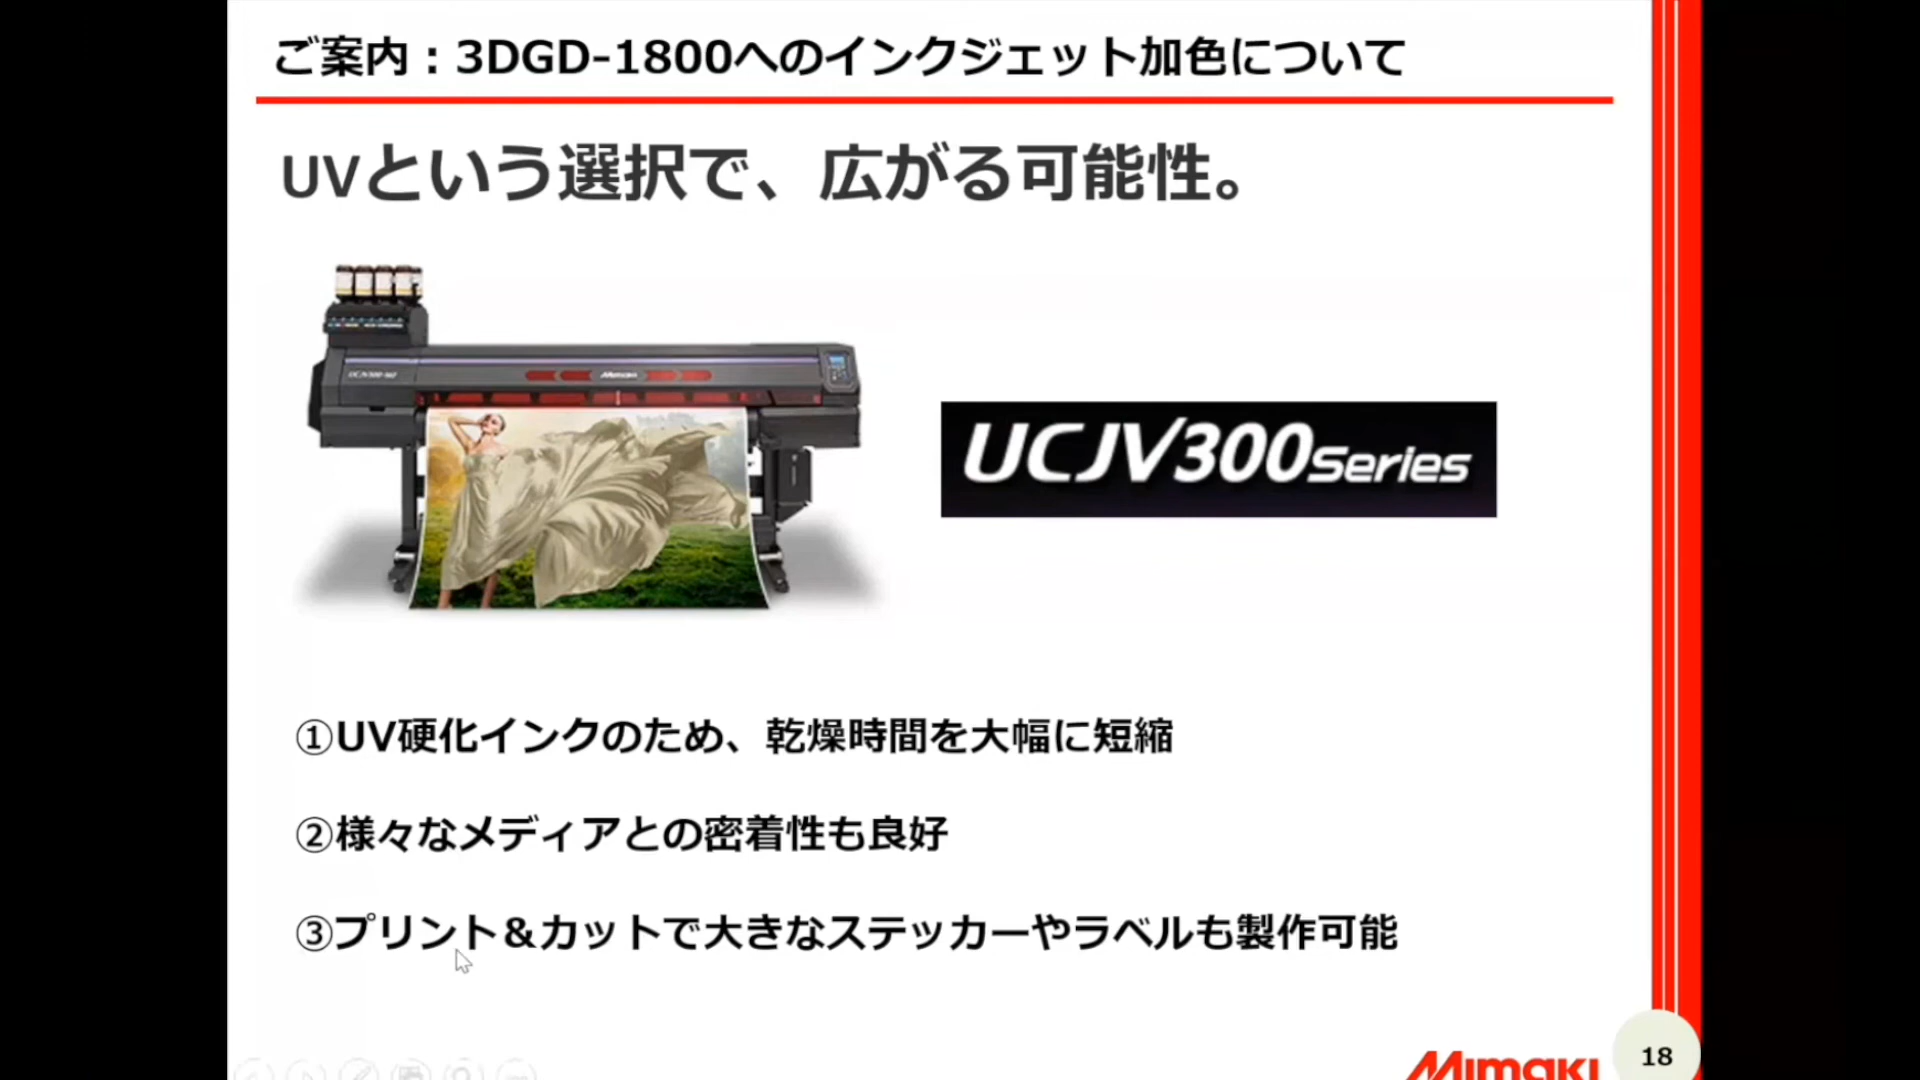 ご案内：3DGD-1800へのインクジェット加色について
UVという選択で、広がる可能性。
UCJV300-160
Mimaki
UCJV300Series
①UV硬化インクのため、乾燥時間を大幅に短縮
②様々なメディアとの密着性も良好
③プリント＆カットで大きなステッカーやラベルも製作可能
Mimaki
18